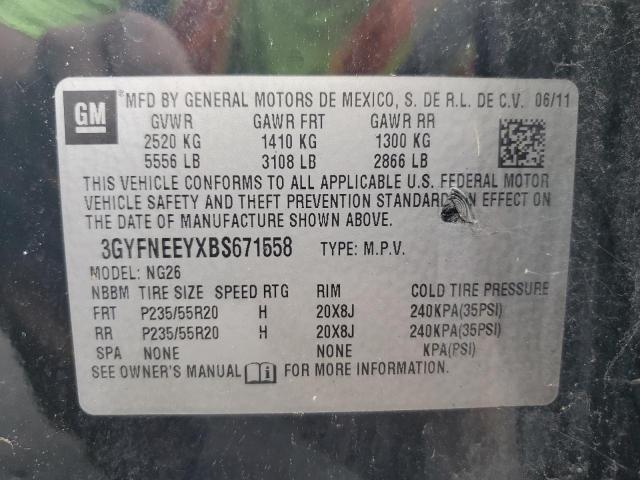 GM MFD BY GENERAL MOTORS DE MEXICO, S. DE R.L. DE C.V. 06/11
GVWR GAWR FRT GAWR RR
2520 KG 1410 KG 1300 KG
5556 LB 3108 LB 2866 LB
THIS VEHICLE CONFORMS TO ALL APPLICABLE U.S. FEDERAL MOTOR
VEHICLE SAFETY AND THEFT PREVENTION STANDARDS IN EFFECT ON
THE DATE OF MANUFACTURE SHOWN ABOVE.
3GYFNEEYXBS671558 TYPE: M.P.V.
MODEL: NG26
NBBM TIRE SIZE SPEED RTG RIM COLD TIRE PRESSURE
FRT P235/55R20 H 20X8J 240KPA(35PSI)
RR P235/55R20 H 20X8J 240KPA(35PSI)
SPA NONE NONE KPA(PSI)
SEE OWNER'S MANUAL i FOR MORE INFORMATION.